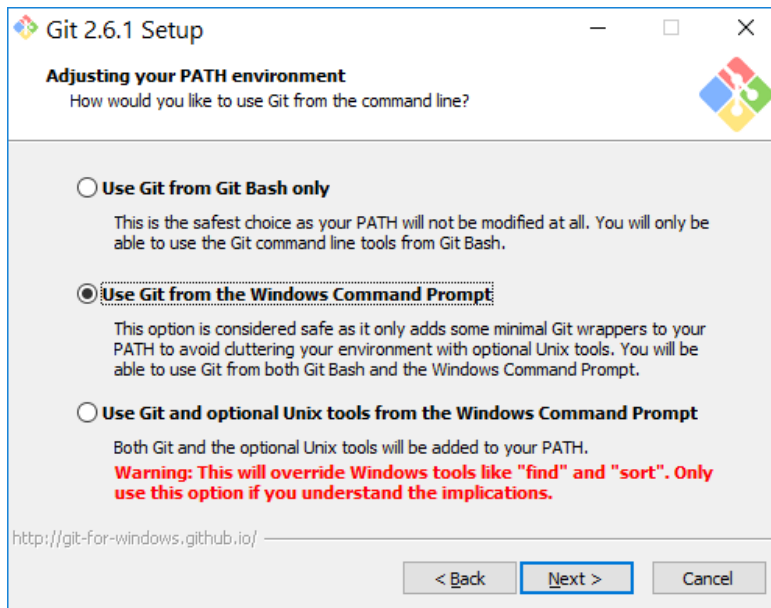 Git 2.6.1 Setup
Adjusting your PATH environment
How would you like to use Git from the command line?
Use Git from Git Bash only
This is the safest choice as your PATH will not be modified at all. You will only be
able to use the Git command line tools from Git Bash.
Use Git from the Windows Command Prompt
This option is considered safe as it only adds some minimal Git wrappers to your
PATH to avoid cluttering your environment with optional Unix tools. You will be
able to use Git from both Git Bash and the Windows Command Prompt.
Use Git and optional Unix tools from the Windows Command Prompt
Both Git and the optional Unix tools will be added to your PATH.
Warning: This will override Windows tools like "find" and "sort". Only
use this option if you understand the implications.
http://git-for-windows.github.io/
< Back Next > Cancel